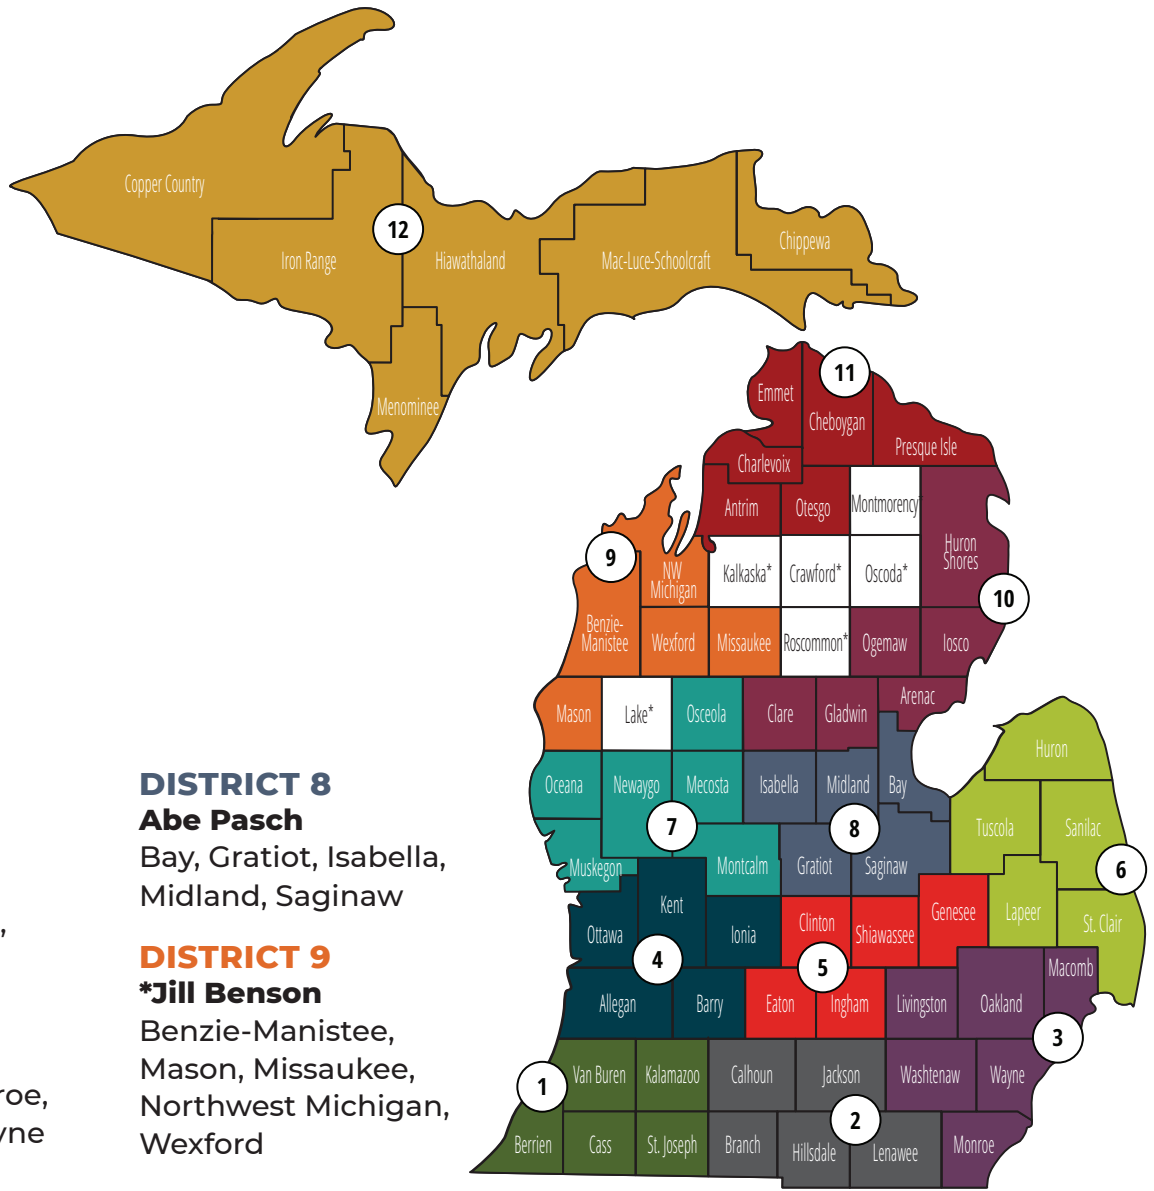 Copper Country
12
Iron Range
Hiawathaland
Mac-Luce-Schoolcraft
Chippewa
Menominee
11
Emmet
Cheboygan
Presque Isle
Charlevoix
Antrim
Otesgo
Montmorency
9
NW
Michigan
Kalkaska*
Crawford*
Oscoda*
Huron
Shores
10
Benzie-
Manistee
Wexford
Missaukee
Roscommon*
Ogemaw
Iosco
Mason
Lake*
Osceola
Clare
Gladwin
Arenac
Oceana
Newaygo
Mecosta
Isabella
Midland
Bay
Huron
7
8
Tuscola
Sanilac
Muskegon
Montcalm
Gratiot
Saginaw
6
Kent
Ottawa
Ionia
Clinton
Shiawassee
Genesee
Lapeer
St. Clair
4
5
Macomb
Allegan
Barry
Eaton
Ingham
Livingston
Oakland
3
1
Van Buren
Kalamazoo
Calhoun
Jackson
Washtenaw
Wayne
2
Berrien
Cass
St. Joseph
Branch
Hillsdale
Lenawee
Monroe
DISTRICT 8
Abe Pasch
Bay, Gratiot, Isabella,
Midland, Saginaw
DISTRICT 9
*Jill Benson
Benzie-Manistee,
Mason, Missaukee,
Northwest Michigan,
Wexford
,
roe,
yne